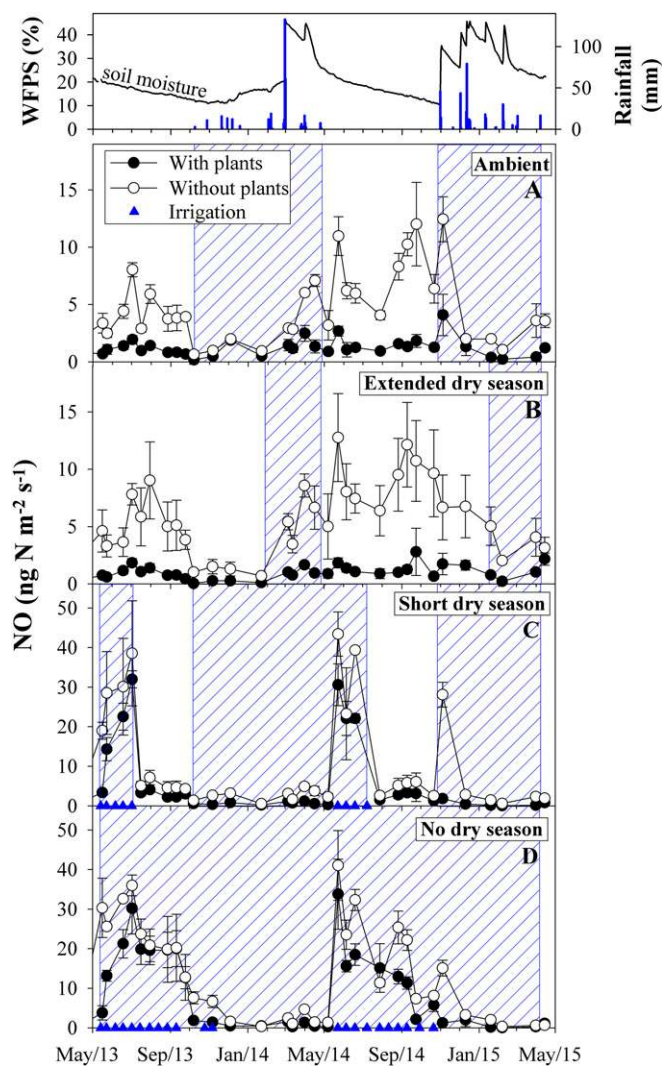 WFPS (%)
40
30
20
10
0
soil moisture
100
50
0
Rainfall
(mm)
With plants
Without plants
Irrigation
Ambient
A
15
10
5
0
Extended dry season
B
15
10
5
0
NO (ng N m⁻² s⁻¹)
Short dry season
C
50
40
30
20
10
0
No dry season
D
50
40
30
20
10
0
May/13 Sep/13 Jan/14 May/14 Sep/14 Jan/15 May/15